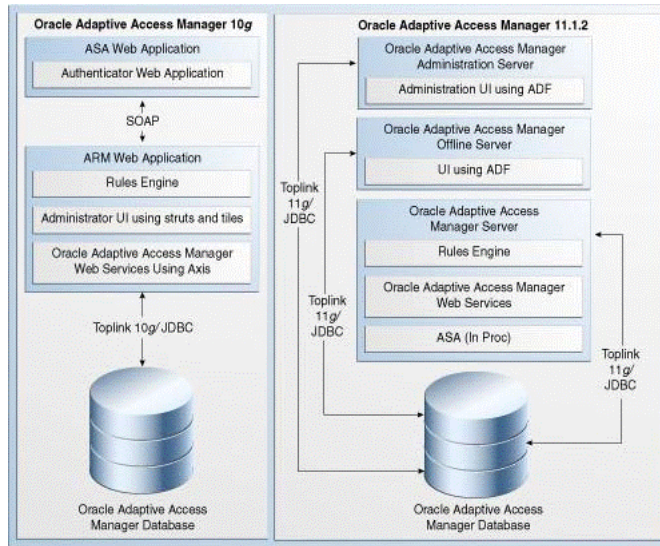 Oracle Adaptive Access Manager 10g
ASA Web Application
Authenticator Web Application
SOAP
ARM Web Application
Rules Engine
Administrator UI using struts and tiles
Oracle Adaptive Access Manager
Web Services Using Axis
Toplink 10g/JDBC
Oracle Adaptive Access
Manager Database
Oracle Adaptive Access Manager 11.1.2
Oracle Adaptive Access Manager
Administration Server
Administration UI using ADF
Oracle Adaptive Access Manager
Offline Server
UI using ADF
Toplink
11g/
JDBC
Oracle Adaptive Access
Manager Server
Rules Engine
Oracle Adaptive Access Manager
Web Services
ASA (In Proc)
Toplink
11g/
JDBC
Toplink
11g/
JDBC
Oracle Adaptive Access
Manager Database